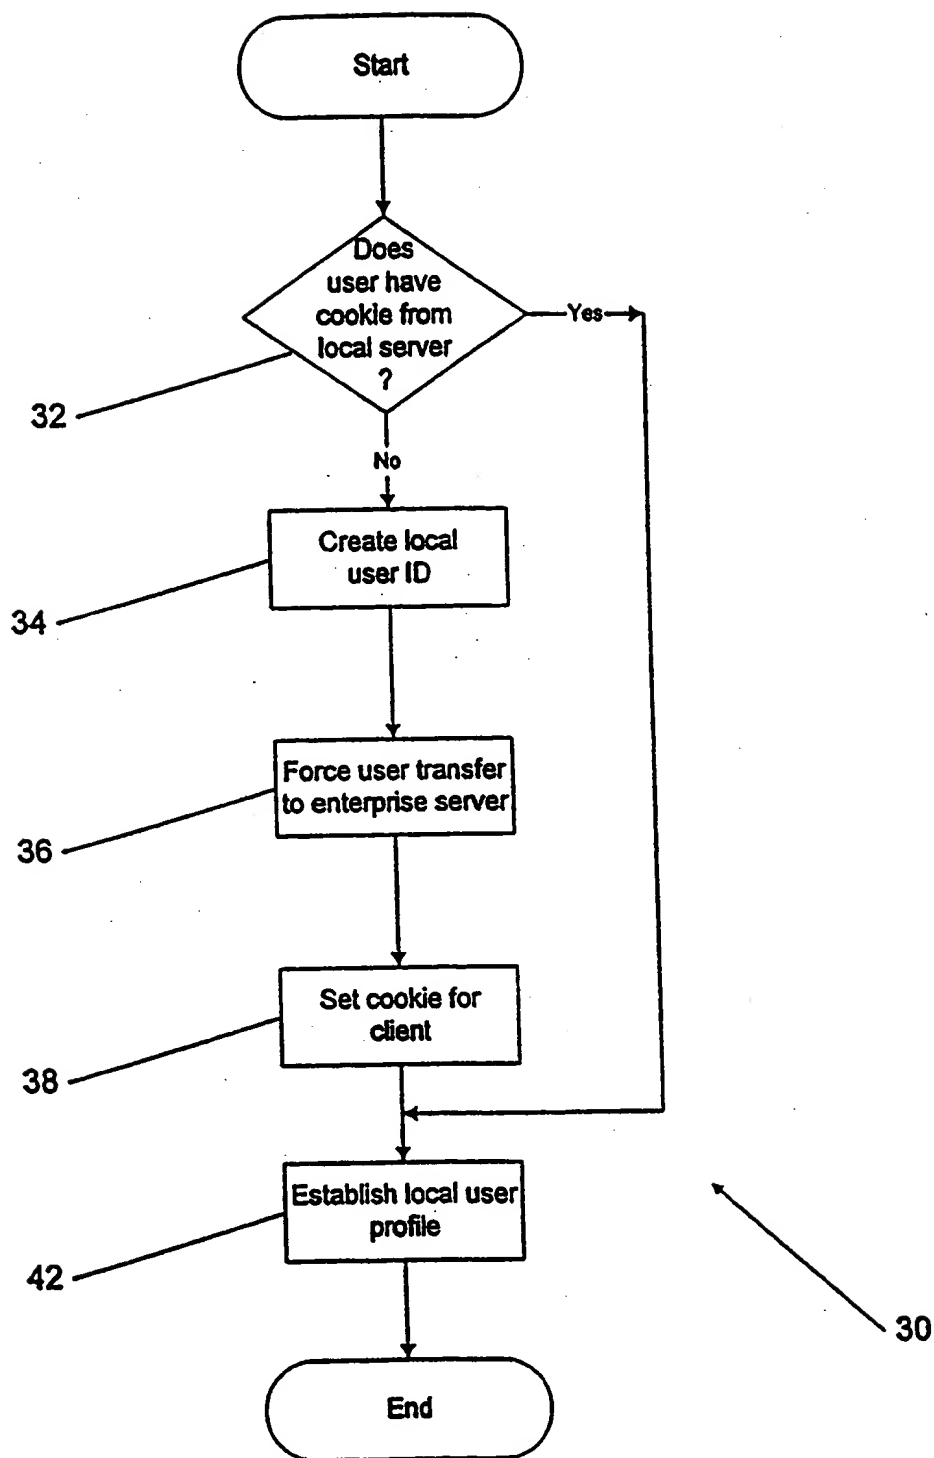 Start
Does
user have
cookie from
local server
?
Yes
32
No
Create local
user ID
34
Force user transfer
to enterprise server
36
Set cookie for
client
38
Establish local user
profile
42
30
End